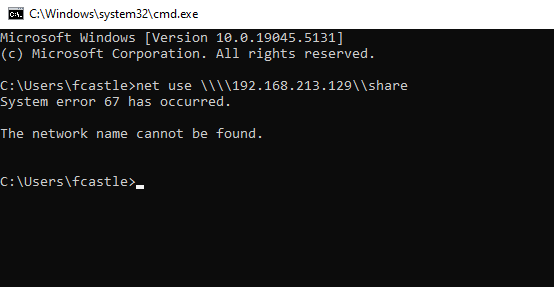 C:\Windows\system32\cmd.exe
Microsoft Windows [Version 10.0.19045.5131]
(c) Microsoft Corporation. All rights reserved.
C:\Users\fcastle>net use \\\\192.168.213.129\\share
System error 67 has occurred.
The network name cannot be found.
C:\Users\fcastle>